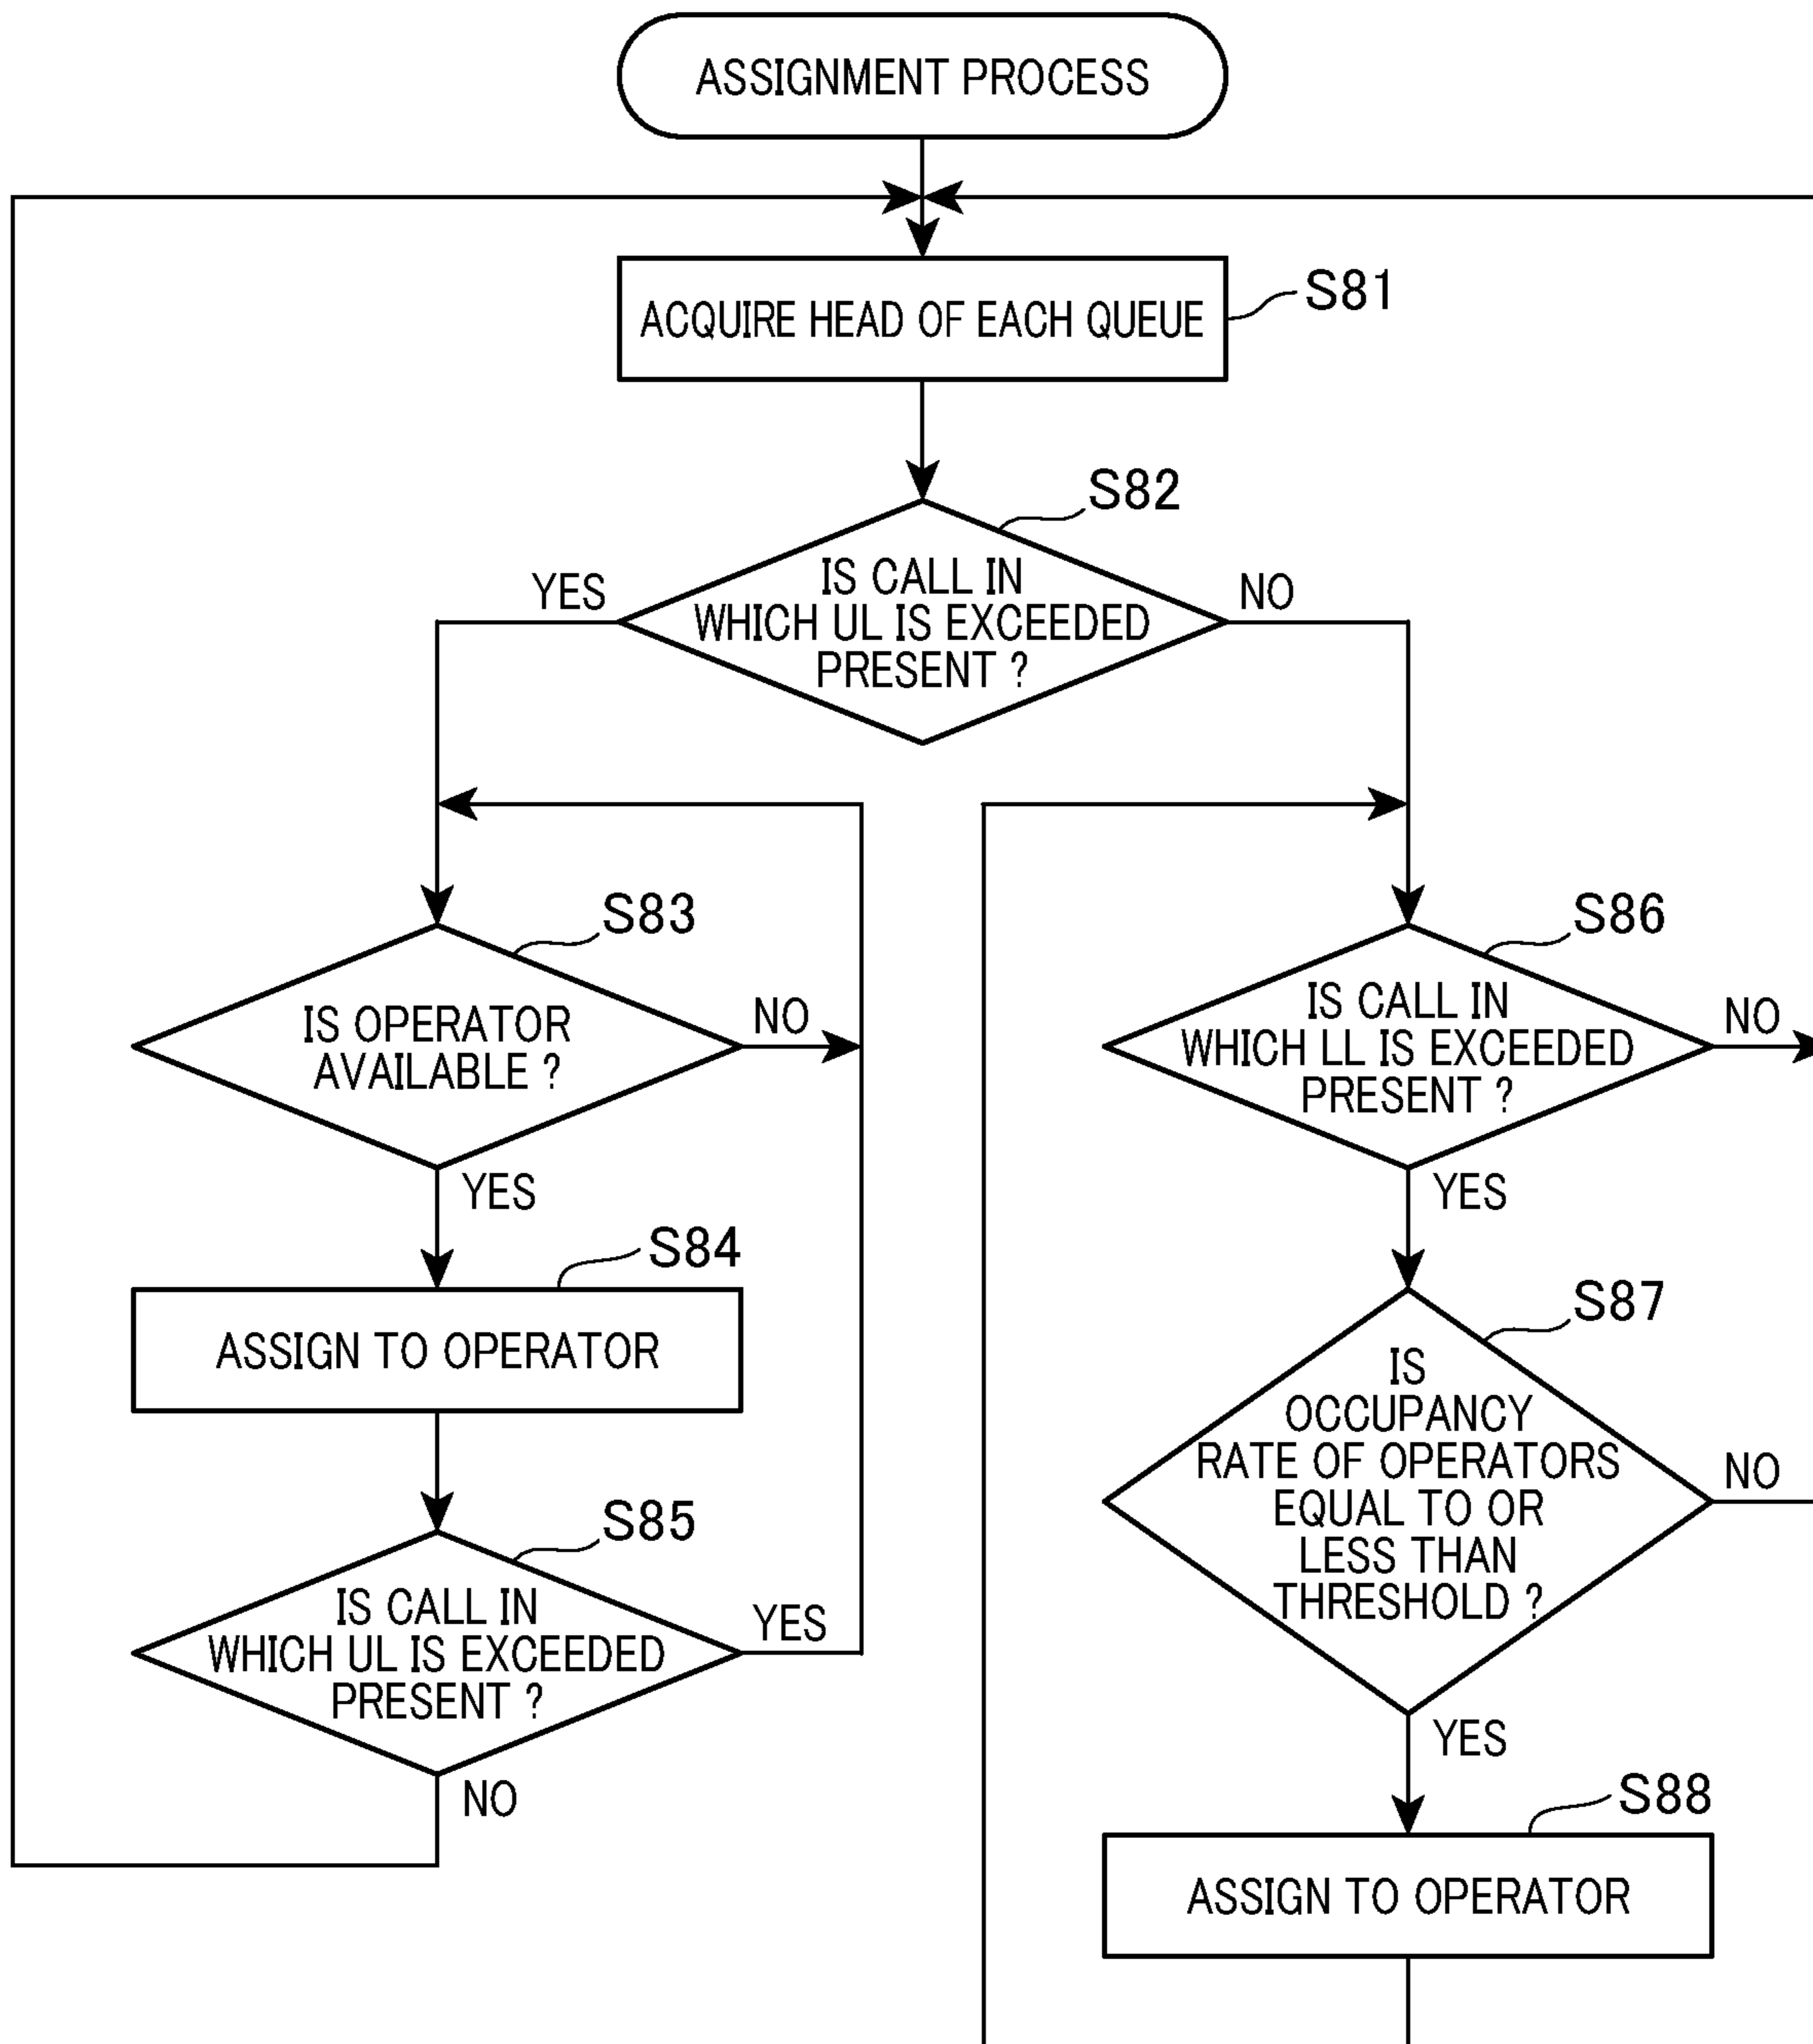 ASSIGNMENT PROCESS
ACQUIRE HEAD OF EACH QUEUE
S81
S82
IS CALL IN
WHICH UL IS EXCEEDED
PRESENT ?
YES
NO
S83
IS OPERATOR
AVAILABLE ?
NO
YES
S84
ASSIGN TO OPERATOR
S85
IS CALL IN
WHICH UL IS EXCEEDED
PRESENT ?
YES
NO
S86
IS CALL IN
WHICH LL IS EXCEEDED
PRESENT ?
NO
YES
S87
IS
OCCUPANCY
RATE OF OPERATORS
EQUAL TO OR
LESS THAN
THRESHOLD ?
NO
YES
S88
ASSIGN TO OPERATOR